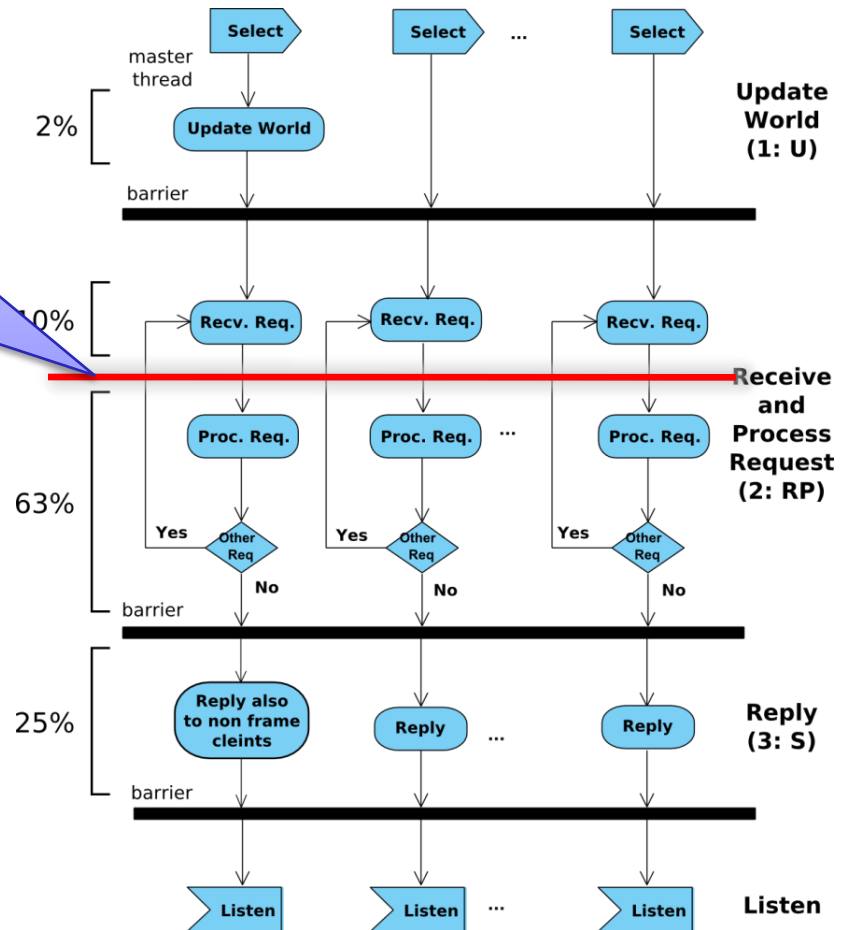 Select
Select
...
Select
master
thread
2%
Update World
Update
World
(1: U)
barrier
10%
Recv. Req.
Recv. Req.
Recv. Req.
Receive
and
Process
Request
(2: RP)
Proc. Req.
Proc. Req.
...
Proc. Req.
63%
Yes
Other
Req
Yes
Other
Req
Yes
Other
Req
No
No
No
barrier
25%
Reply also
to non frame
cleints
Reply
...
Reply
Reply
(3: S)
barrier
Listen
Listen
...
Listen
Listen